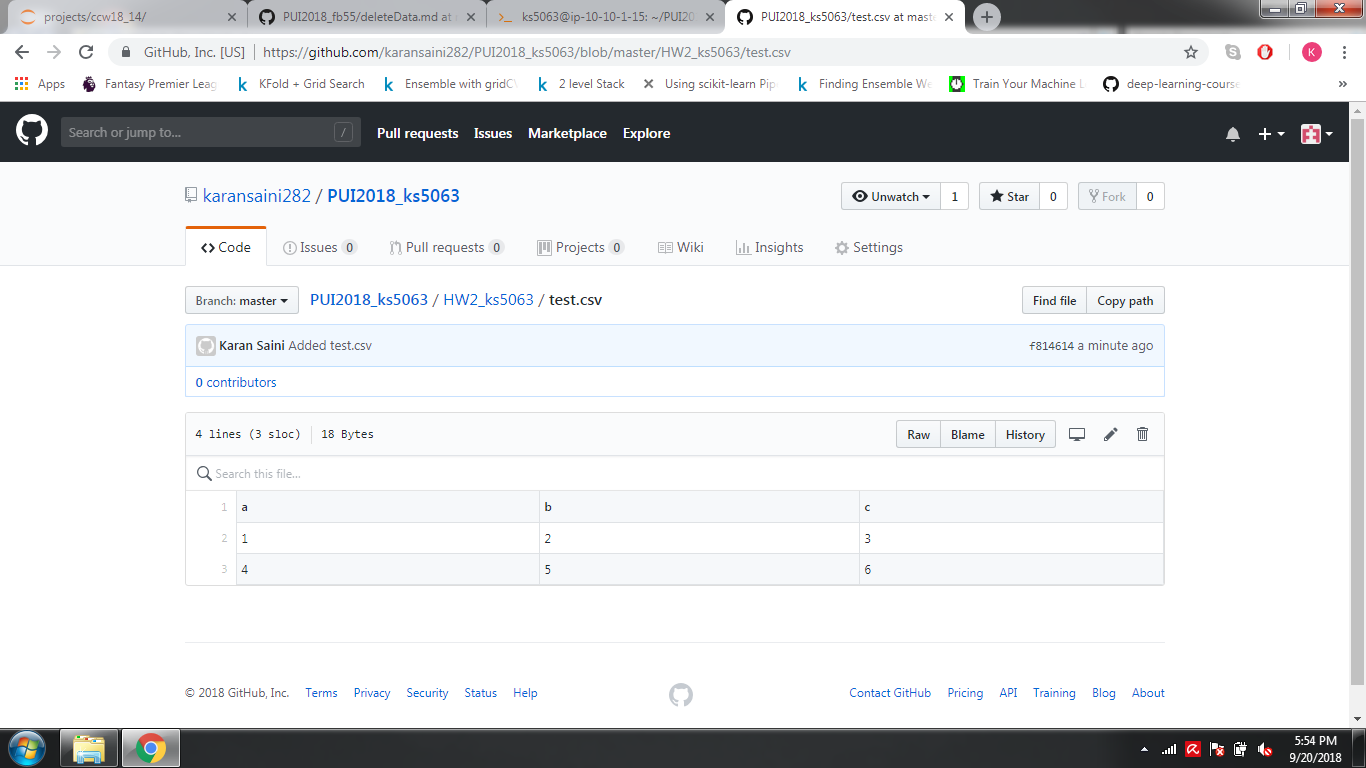 projects/ccw18_14/
PUI2018_fb55/deleteData.md at
ks5063@ip-10-10-1-15: ~/PUI20
PUI2018_ks5063/test.csv at mast
GitHub, Inc. [US] https://github.com/karansaini282/PUI2018_ks5063/blob/master/HW2_ks5063/test.csv
K
Apps Fantasy Premier Leag KFold + Grid Search Ensemble with gridCV 2 level Stack Using scikit-learn Pip Finding Ensemble We Train Your Machine L deep-learning-course »
Search or jump to... / Pull requests Issues Marketplace Explore
karansaini282 / PUI2018_ks5063 Unwatch 1 Star 0 Fork 0
Code Issues 0 Pull requests 0 Projects 0 Wiki Insights Settings
Branch: master PUI2018_ks5063 / HW2_ks5063 / test.csv Find file Copy path
Karan Saini Added test.csv f814614 a minute ago
0 contributors
4 lines (3 sloc) 18 Bytes Raw Blame History
Search this file...
1 a b c
2 1 2 3
3 4 5 6
© 2018 GitHub, Inc. Terms Privacy Security Status Help Contact GitHub Pricing API Training Blog About
5:54 PM
9/20/2018